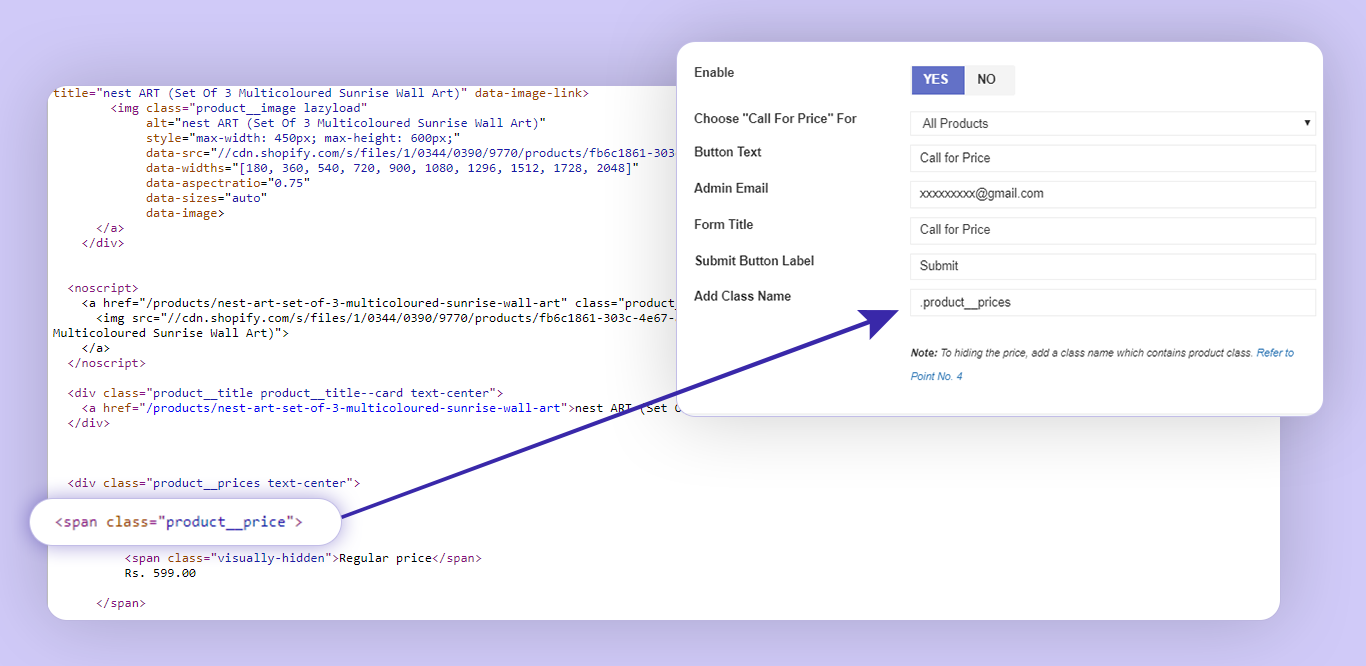 title="nest ART (Set Of 3 Multicoloured Sunrise Wall Art)" data-image-link>
<img class="product__image lazyload"
alt="nest ART (Set Of 3 Multicoloured Sunrise Wall Art)"
style="max-width: 450px; max-height: 600px;"
data-src="//cdn.shopify.com/s/files/1/0344/0390/9770/products/fb6c1861-303
data-widths="[180, 360, 540, 720, 900, 1080, 1296, 1512, 1728, 2048]"
data-aspectratio="0.75"
data-sizes="auto"
data-image>
</a>
</div>
<noscript>
<a href="/products/nest-art-set-of-3-multicoloured-sunrise-wall-art" class="product_
<img src="//cdn.shopify.com/s/files/1/0344/0390/9770/products/fb6c1861-303c-4e67-
Multicoloured Sunrise Wall Art)">
</a>
</noscript>
<div class="product__title product__title--card text-center">
<a href="/products/nest-art-set-of-3-multicoloured-sunrise-wall-art">nest ART (Set
</div>
<div class="product__prices text-center">
<span class="product__price">
<span class="visually-hidden">Regular price</span>
Rs. 599.00
</span>
Enable YES NO
Choose "Call For Price" For All Products
Button Text Call for Price
Admin Email xxxxxxxxx@gmail.com
Form Title Call for Price
Submit Button Label Submit
Add Class Name .product__prices
Note: To hiding the price, add a class name which contains product class. Refer to
Point No. 4